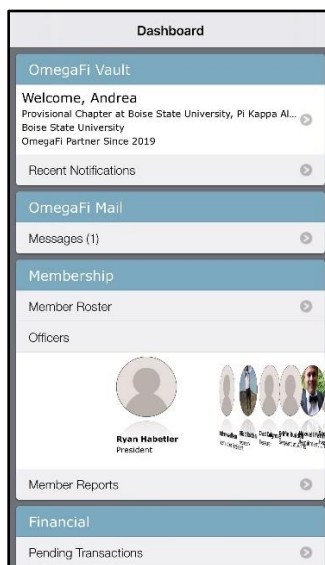 Dashboard
OmegaFi Vault
Welcome, Andrea
Provisional Chapter at Boise State University, Pi Kappa Al...
Boise State University
OmegaFi Partner Since 2019
Recent Notifications
OmegaFi Mail
Messages (1)
Membership
Member Roster
Officers
Ryan Habetler
President
Member Reports
Financial
Pending Transactions